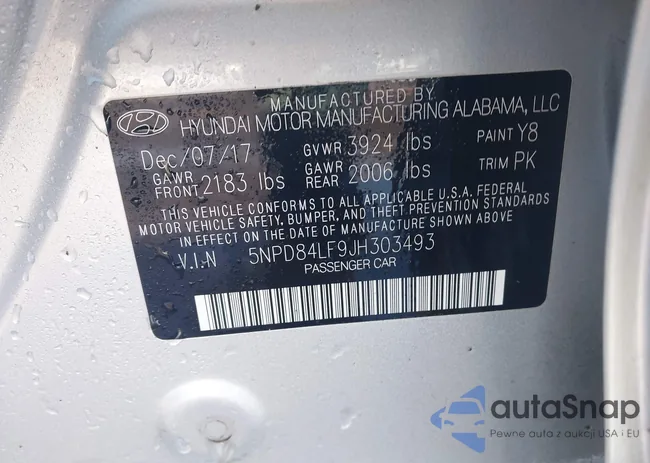 MANUFACTURED BY
HYUNDAI MOTOR MANUFACTURING ALABAMA, LLC
Dec/07/17 GVWR 3924 lbs PAINT Y8
GAWR FRONT 2183 lbs GAWR REAR 2006 lbs TRIM PK
THIS VEHICLE CONFORMS TO ALL APPLICABLE U.S.A. FEDERAL
MOTOR VEHICLE SAFETY, BUMPER, AND THEFT PREVENTION STANDARDS
IN EFFECT ON THE DATE OF MANUFACTURE SHOWN ABOVE
V.I.N 5NPD84LF9JH303493
PASSENGER CAR
autoSnap
Pewne auta z aukcji USA i EU